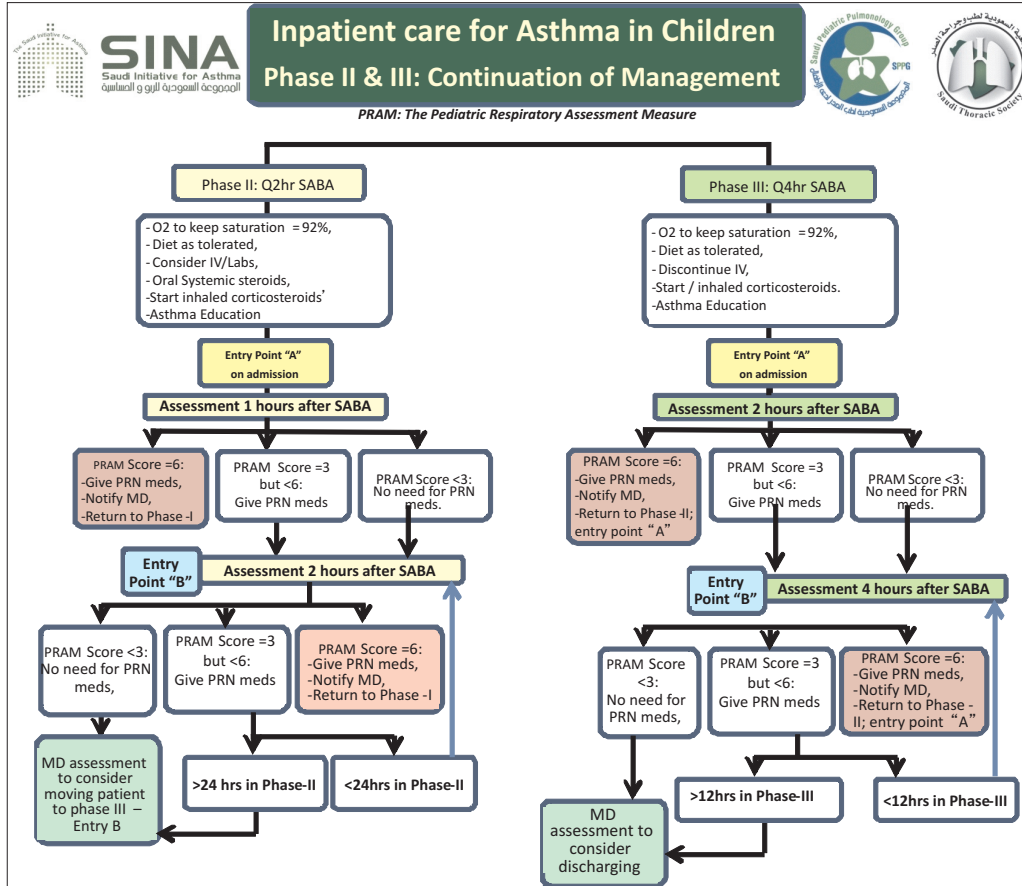 The Saudi Initiative for Asthma
SINA
Saudi Initiative for Asthma
المجموعة السعودية للربو و الحساسية
Inpatient care for Asthma in Children
Phase II & III: Continuation of Management
Saudi Pediatric Pulmonology Group
SPPG
Saudi Thoracic Society
PRAM: The Pediatric Respiratory Assessment Measure
Phase II: Q2hr SABA
- O2 to keep saturation = 92%,
- Diet as tolerated,
- Consider IV/Labs,
- Oral Systemic steroids,
-Start inhaled corticosteroids’
-Asthma Education
Entry Point “A”
on admission
Assessment 1 hours after SABA
PRAM Score =6:
-Give PRN meds,
-Notify MD,
-Return to Phase -I
PRAM Score =3
but <6:
Give PRN meds
PRAM Score <3:
No need for PRN
meds.
Entry
Point “B”
Assessment 2 hours after SABA
PRAM Score <3:
No need for PRN
meds,
PRAM Score =3
but <6:
Give PRN meds
PRAM Score =6:
-Give PRN meds,
-Notify MD,
-Return to Phase -I
MD assessment
to consider
moving patient
to phase III –
Entry B
>24 hrs in Phase-II
<24hrs in Phase-II
Phase III: Q4hr SABA
- O2 to keep saturation = 92%,
- Diet as tolerated,
- Discontinue IV,
- Start / inhaled corticosteroids.
-Asthma Education
Entry Point “A”
on admission
Assessment 2 hours after SABA
PRAM Score =6:
-Give PRN meds,
-Notify MD,
-Return to Phase -II;
entry point “A”
PRAM Score =3
but <6:
Give PRN meds
PRAM Score <3:
No need for PRN
meds.
Entry
Point “B”
Assessment 4 hours after SABA
PRAM Score
<3:
No need for
PRN meds,
PRAM Score =3
but <6:
Give PRN meds
PRAM Score =6:
-Give PRN meds,
-Notify MD,
-Return to Phase -
II; entry point “A”
>12hrs in Phase-III
<12hrs in Phase-III
MD
assessment to
consider
discharging